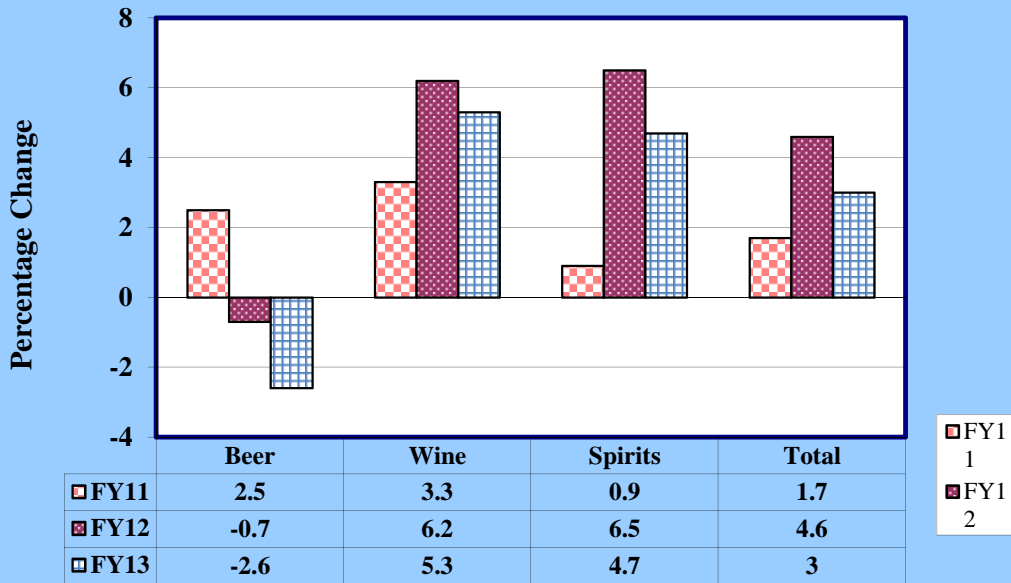 Percentage Change
8
6
4
2
0
-2
-4
Beer Wine Spirits Total
FY11 2.5 3.3 0.9 1.7
FY12 -0.7 6.2 6.5 4.6
FY13 -2.6 5.3 4.7 3
FY1
1
FY1
2